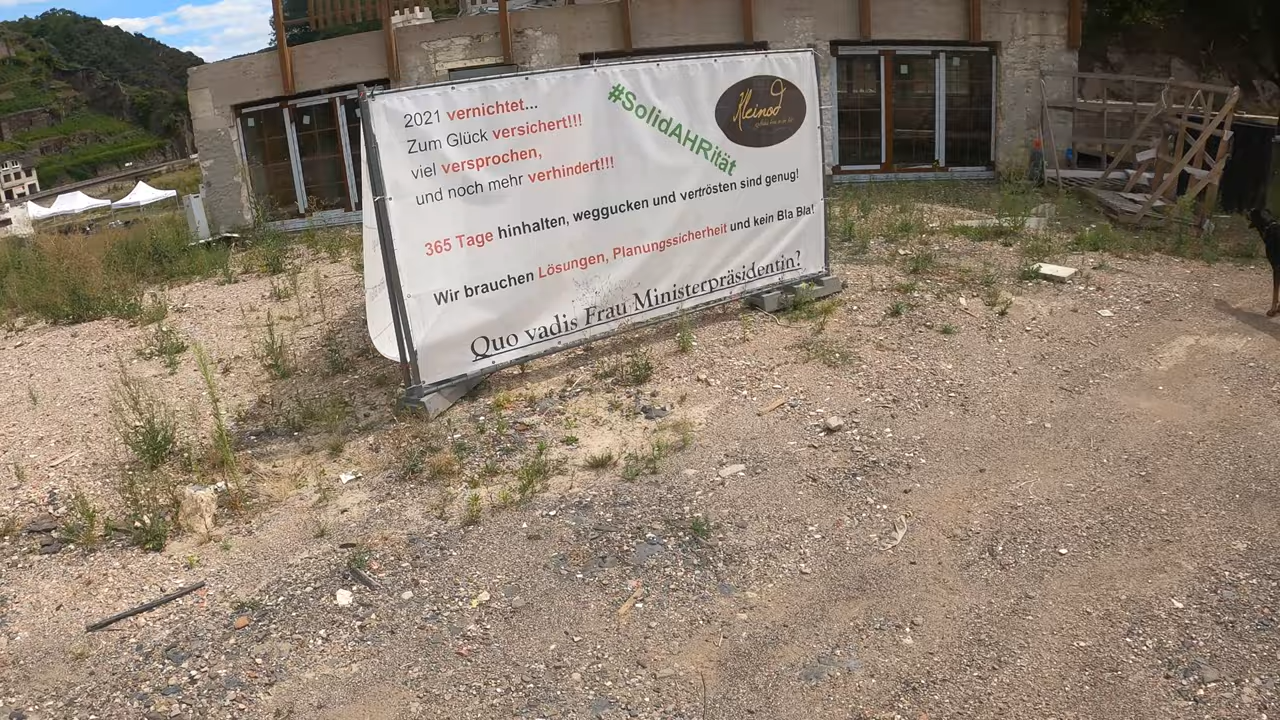 2021 vernichtet...
Zum Glück versichert!!!
viel versprochen,
und noch mehr verhindert!!!
#SolidAHRität
Kleinod
365 Tage hinhalten, weggucken und vertrösten sind genug!
Wir brauchen Lösungen, Planungssicherheit und kein Bla Bla!
Quo vadis Frau Ministerpräsidentin?